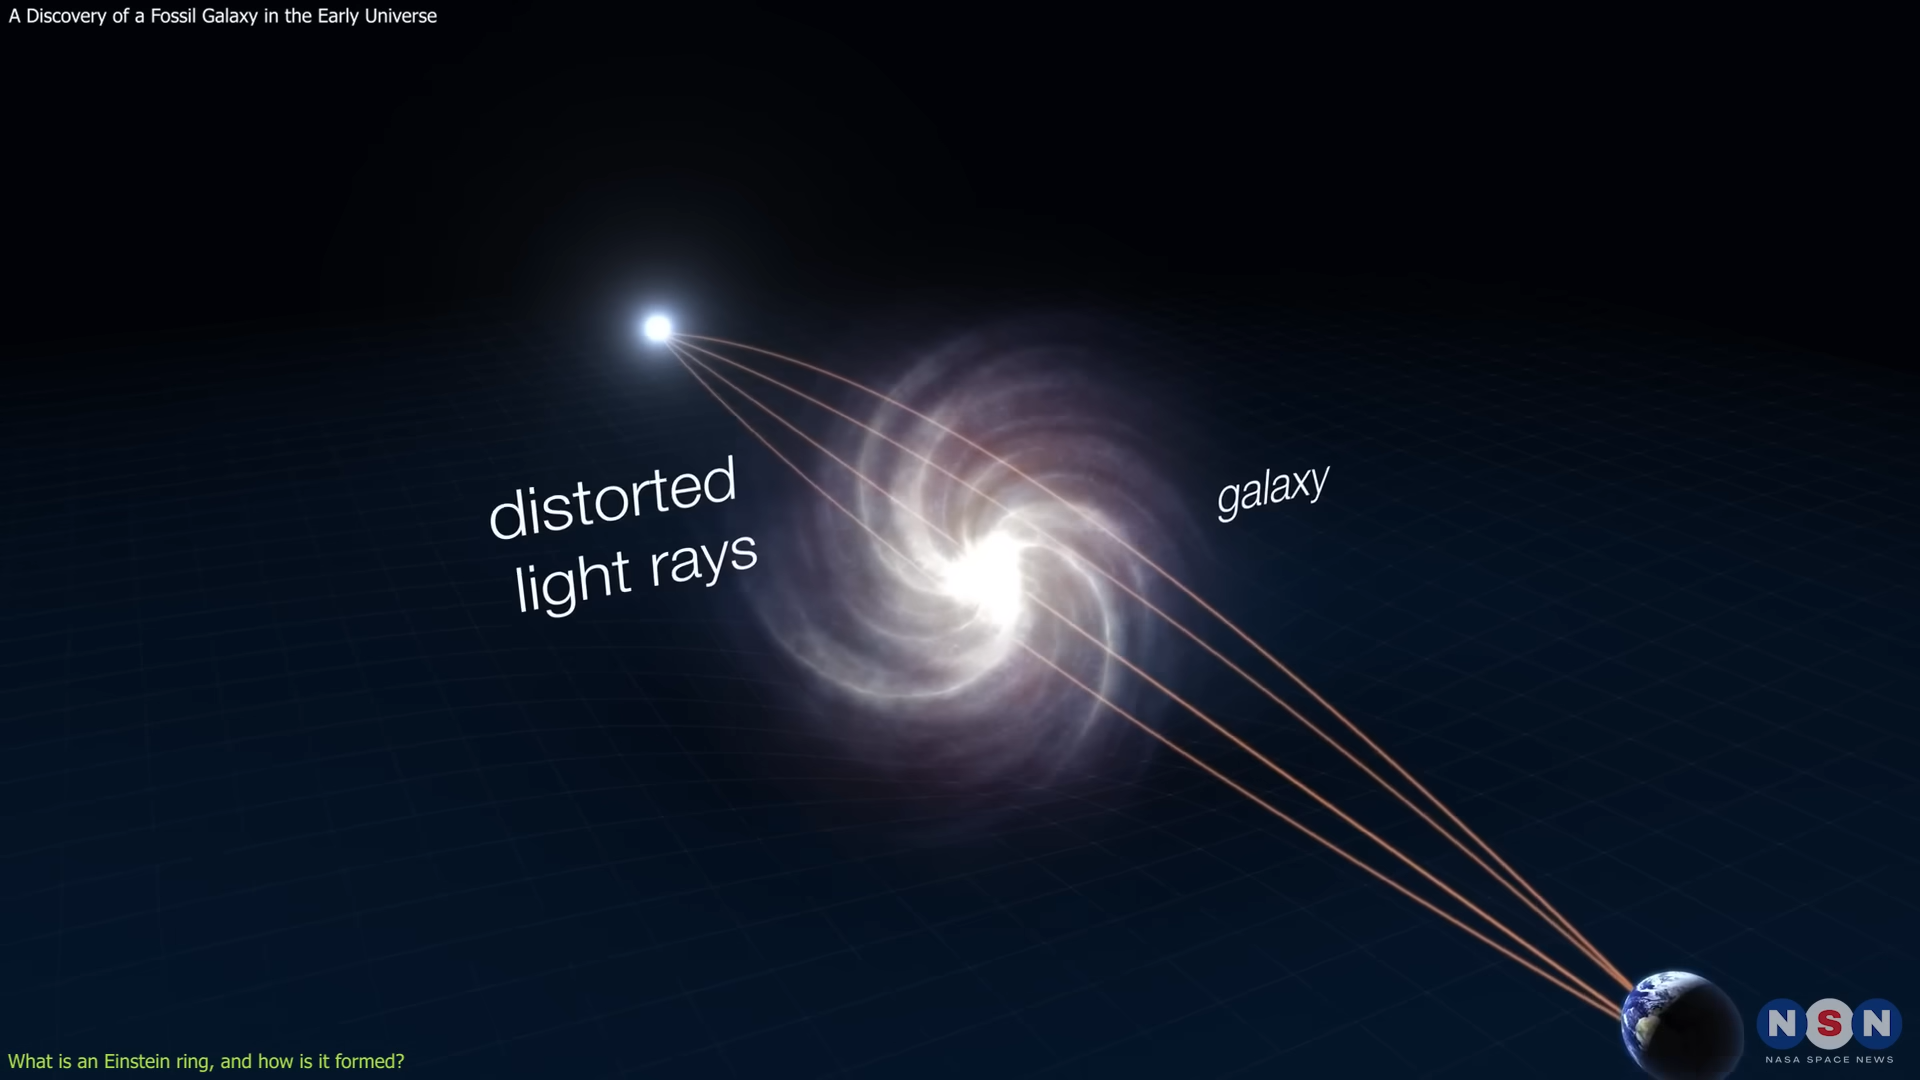 A Discovery of a Fossil Galaxy in the Early Universe
distorted
light rays
galaxy
What is an Einstein ring, and how is it formed?
NSN
NASA SPACE NEWS